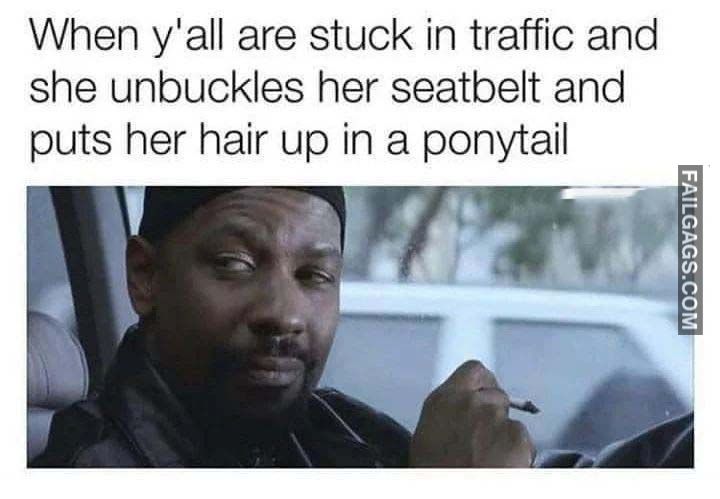 When y'all are stuck in traffic and
she unbuckles her seatbelt and
puts her hair up in a ponytail
FAILGAGS.COM